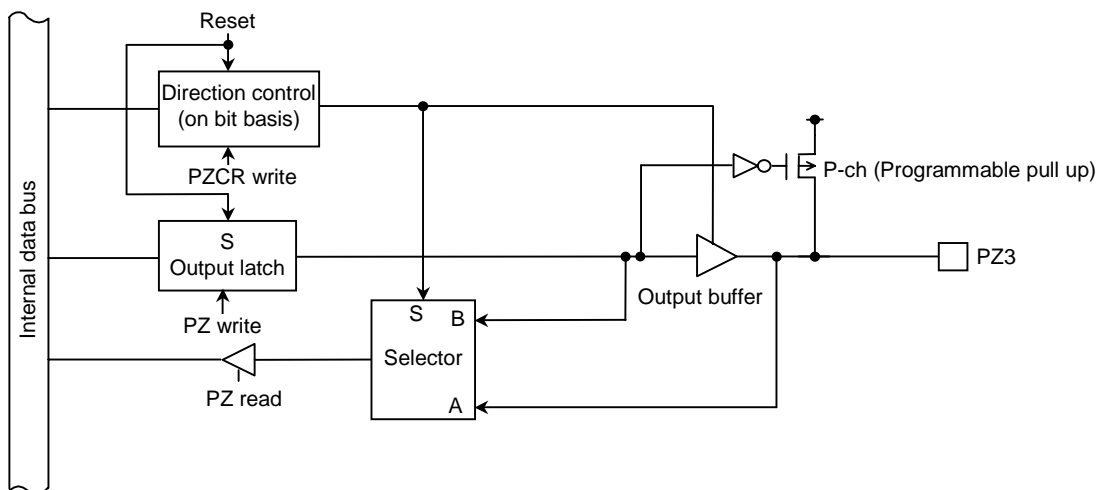 Reset
Direction control
(on bit basis)
PZCR write
P-ch (Programmable pull up)
Internal data bus
S
Output latch
PZ write
Output buffer
PZ3
S
B
Selector
A
PZ read